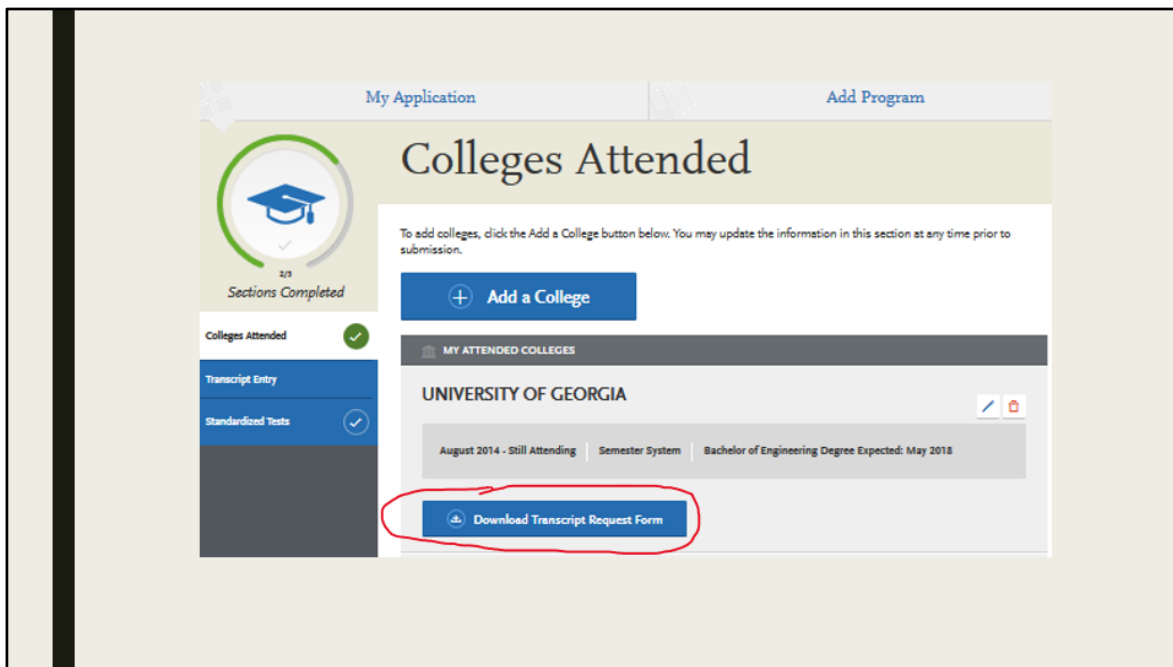 My Application
Add Program
Colleges Attended
To add colleges, click the Add a College button below. You may update the information in this section at any time prior to
submission.
2/3
Sections Completed
Add a College
Colleges Attended
MY ATTENDED COLLEGES
Transcript Entry
UNIVERSITY OF GEORGIA
Standardized Tests
August 2014 - Still Attending | Semester System | Bachelor of Engineering Degree Expected: May 2018
Download Transcript Request Form